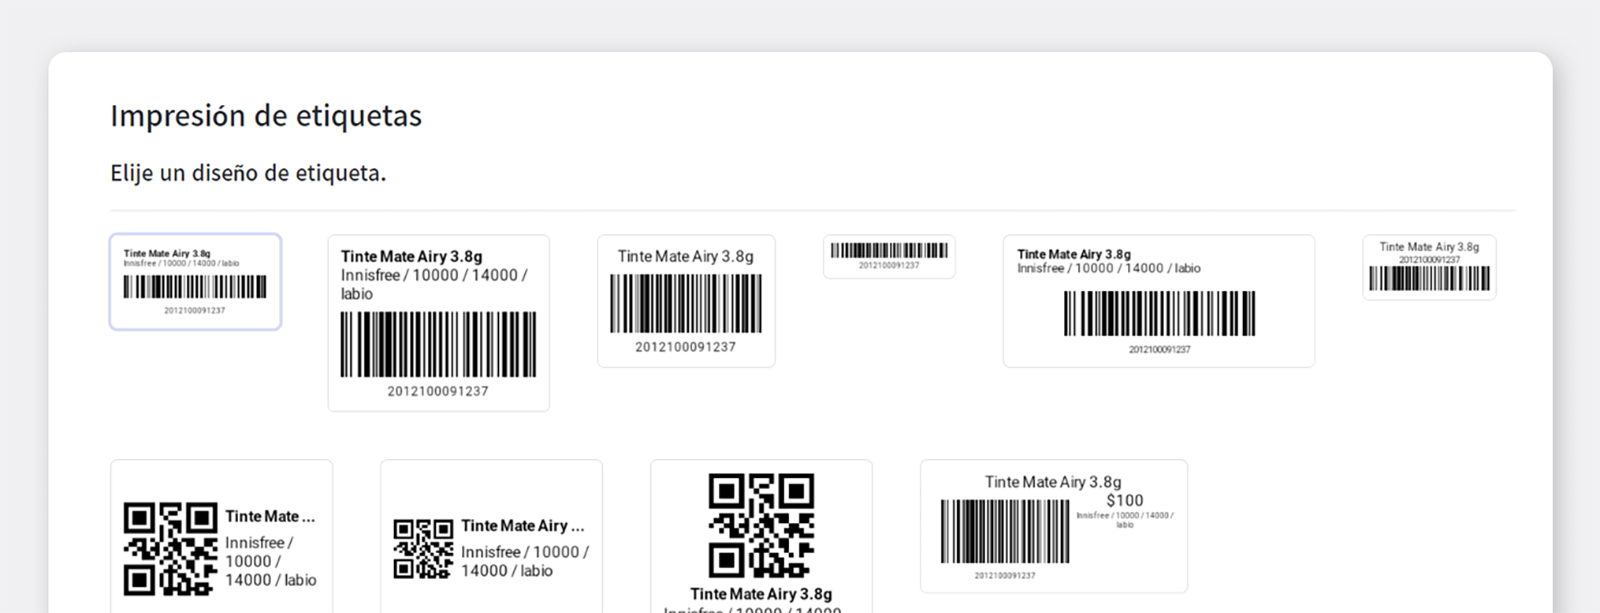 Impresión de etiquetas
Elije un diseño de etiqueta.
Tinte Mate Airy 3.8g
Innisfree / 10000 / 14000 / labio
2012100091237
Tinte Mate Airy 3.8g
Innisfree / 10000 / 14000 /
labio
2012100091237
Tinte Mate Airy 3.8g
2012100091237
2012100091237
Tinte Mate Airy 3.8g
Innisfree / 10000 / 14000 / labio
2012100091237
Tinte Mate Airy 3.8g
2012100091237
Tinte Mate ...
Innisfree /
10000 /
14000 / labio
Tinte Mate Airy ...
Innisfree / 10000 /
14000 / labio
Tinte Mate Airy 3.8g
Innisfree / 10000 / 14000
Tinte Mate Airy 3.8g
$100
Innisfree / 10000 / 14000 /
labio
2012100091237